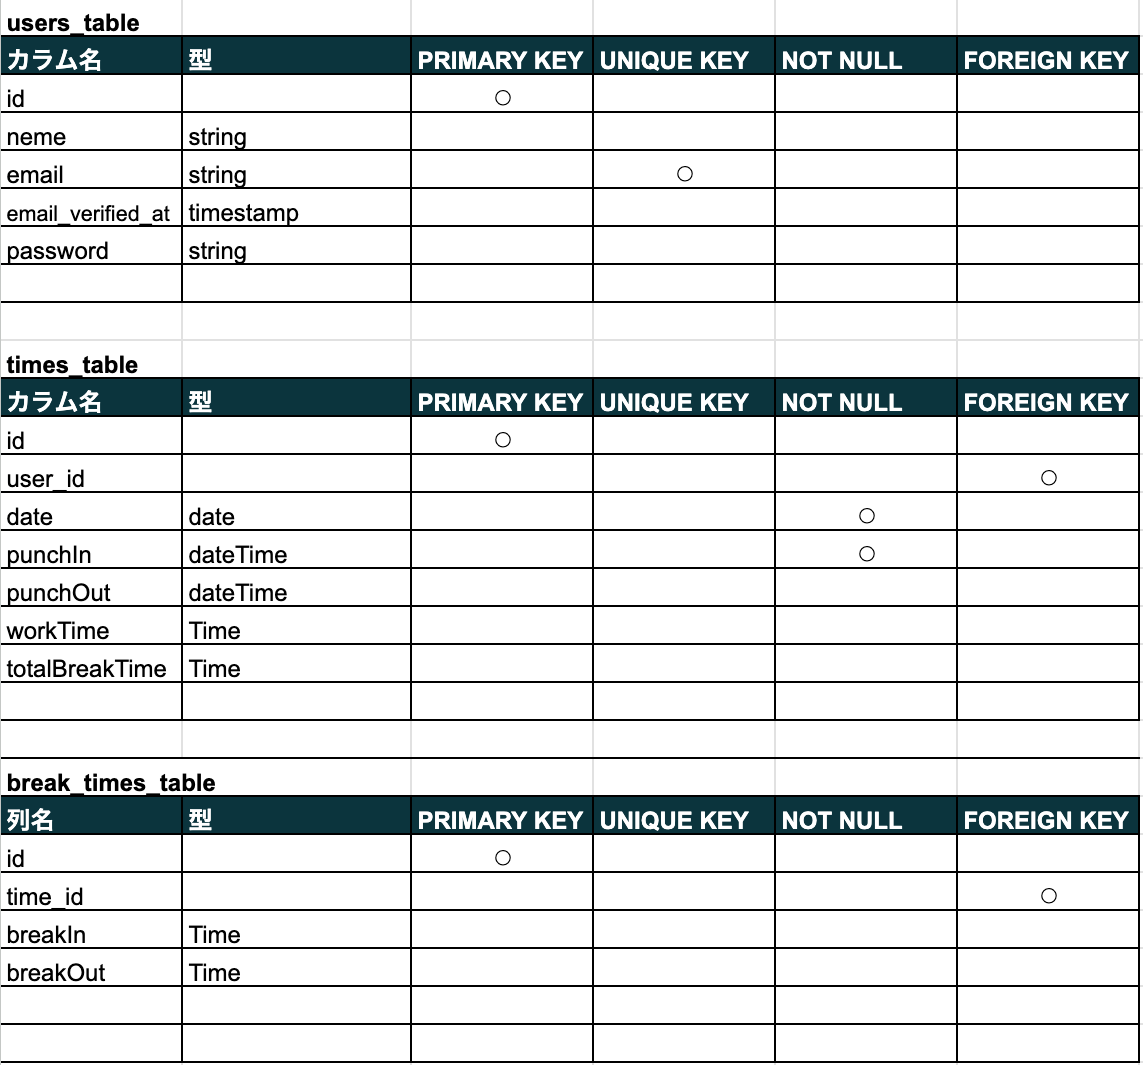 users_table
カラム名 型 PRIMARY KEY UNIQUE KEY NOT NULL FOREIGN KEY
id ○
neme string
email string ○
email_verified_at timestamp
password string
times_table
カラム名 型 PRIMARY KEY UNIQUE KEY NOT NULL FOREIGN KEY
id ○
user_id ○
date date ○
punchIn dateTime ○
punchOut dateTime
workTime Time
totalBreakTime Time
break_times_table
列名 型 PRIMARY KEY UNIQUE KEY NOT NULL FOREIGN KEY
id ○
time_id ○
breakIn Time
breakOut Time